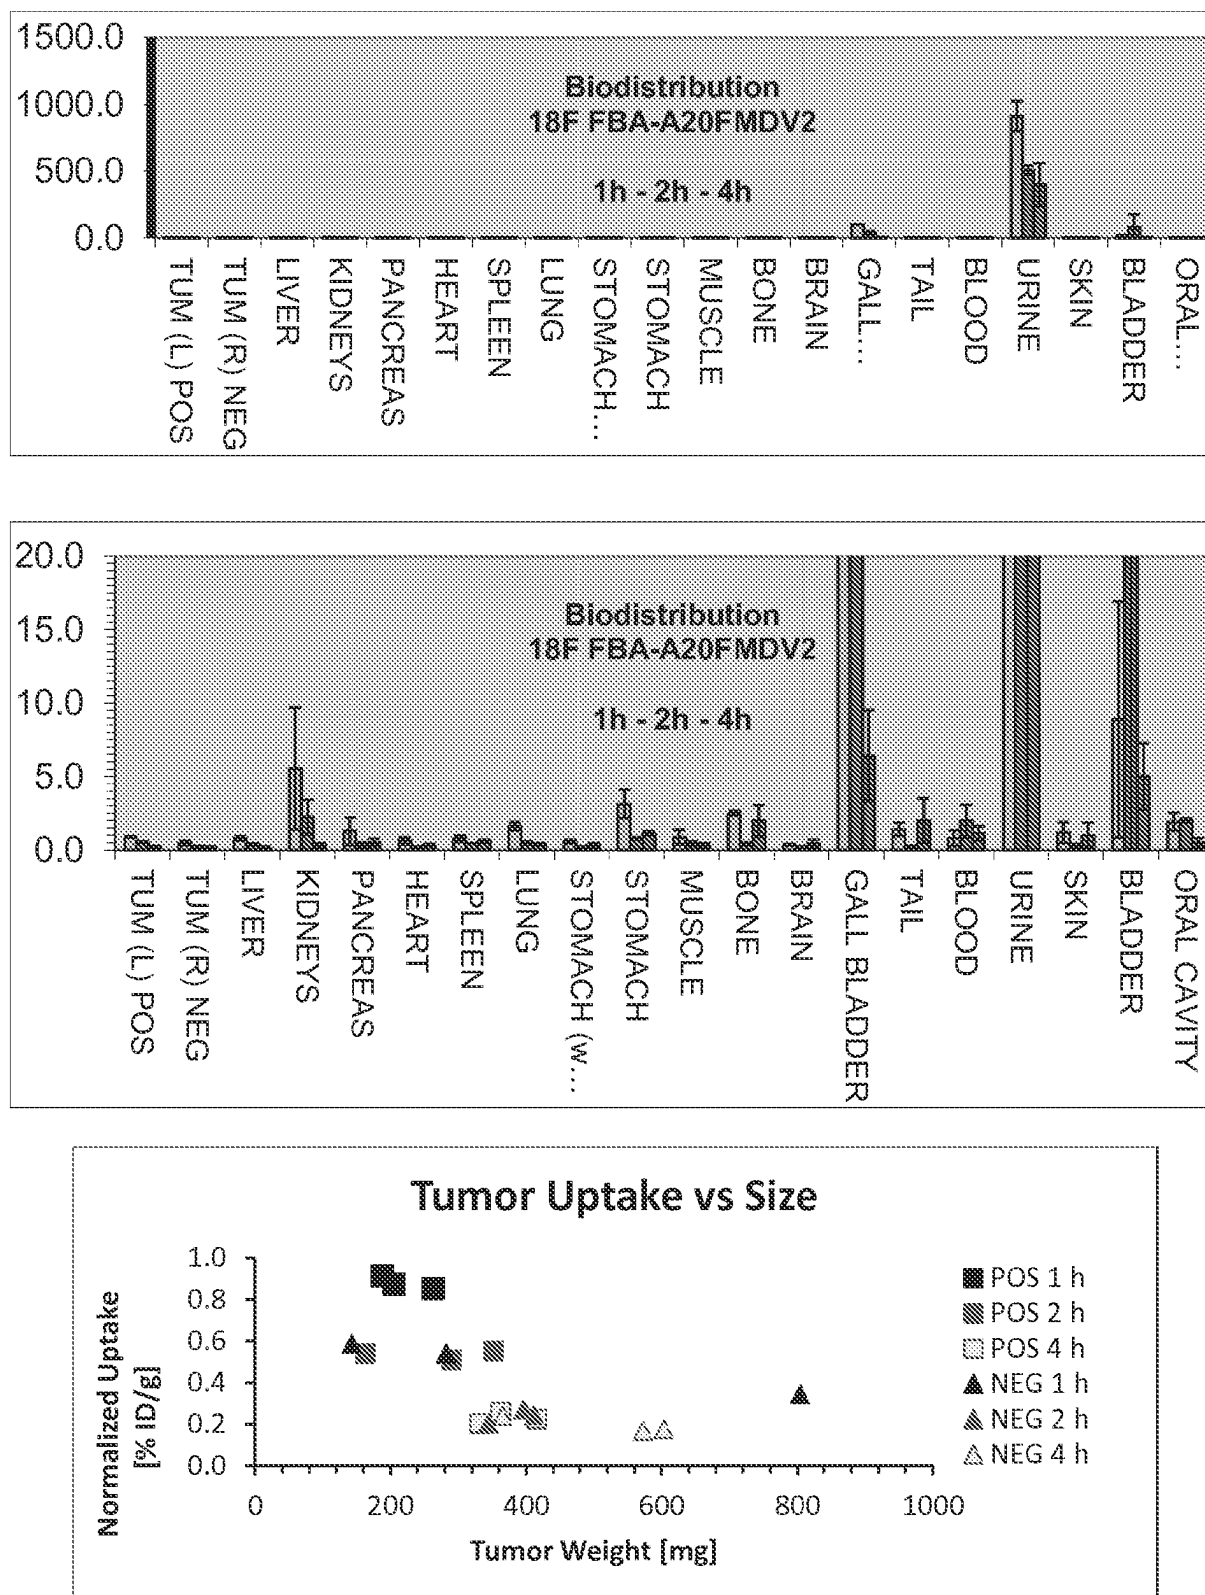 1500.0
1000.0
500.0
0.0
Biodistribution
18F FBA-A20FMDV2
1h - 2h - 4h
TUM (L) POS
TUM (R) NEG
LIVER
KIDNEYS
PANCREAS
HEART
SPLEEN
LUNG
STOMACH...
STOMACH
MUSCLE
BONE
BRAIN
GALL...
TAIL
BLOOD
URINE
SKIN
BLADDER
ORAL...
20.0
15.0
10.0
5.0
0.0
Biodistribution
18F FBA-A20FMDV2
1h - 2h - 4h
TUM (L) POS
TUM (R) NEG
LIVER
KIDNEYS
PANCREAS
HEART
SPLEEN
LUNG
STOMACH (w...
STOMACH
MUSCLE
BONE
BRAIN
GALL BLADDER
TAIL
BLOOD
URINE
SKIN
BLADDER
ORAL CAVITY
Tumor Uptake vs Size
Normalized Uptake
[% ID/g]
1.0
0.8
0.6
0.4
0.2
0.0
0 200 400 600 800 1000
Tumor Weight [mg]
POS 1 h
POS 2 h
POS 4 h
NEG 1 h
NEG 2 h
NEG 4 h